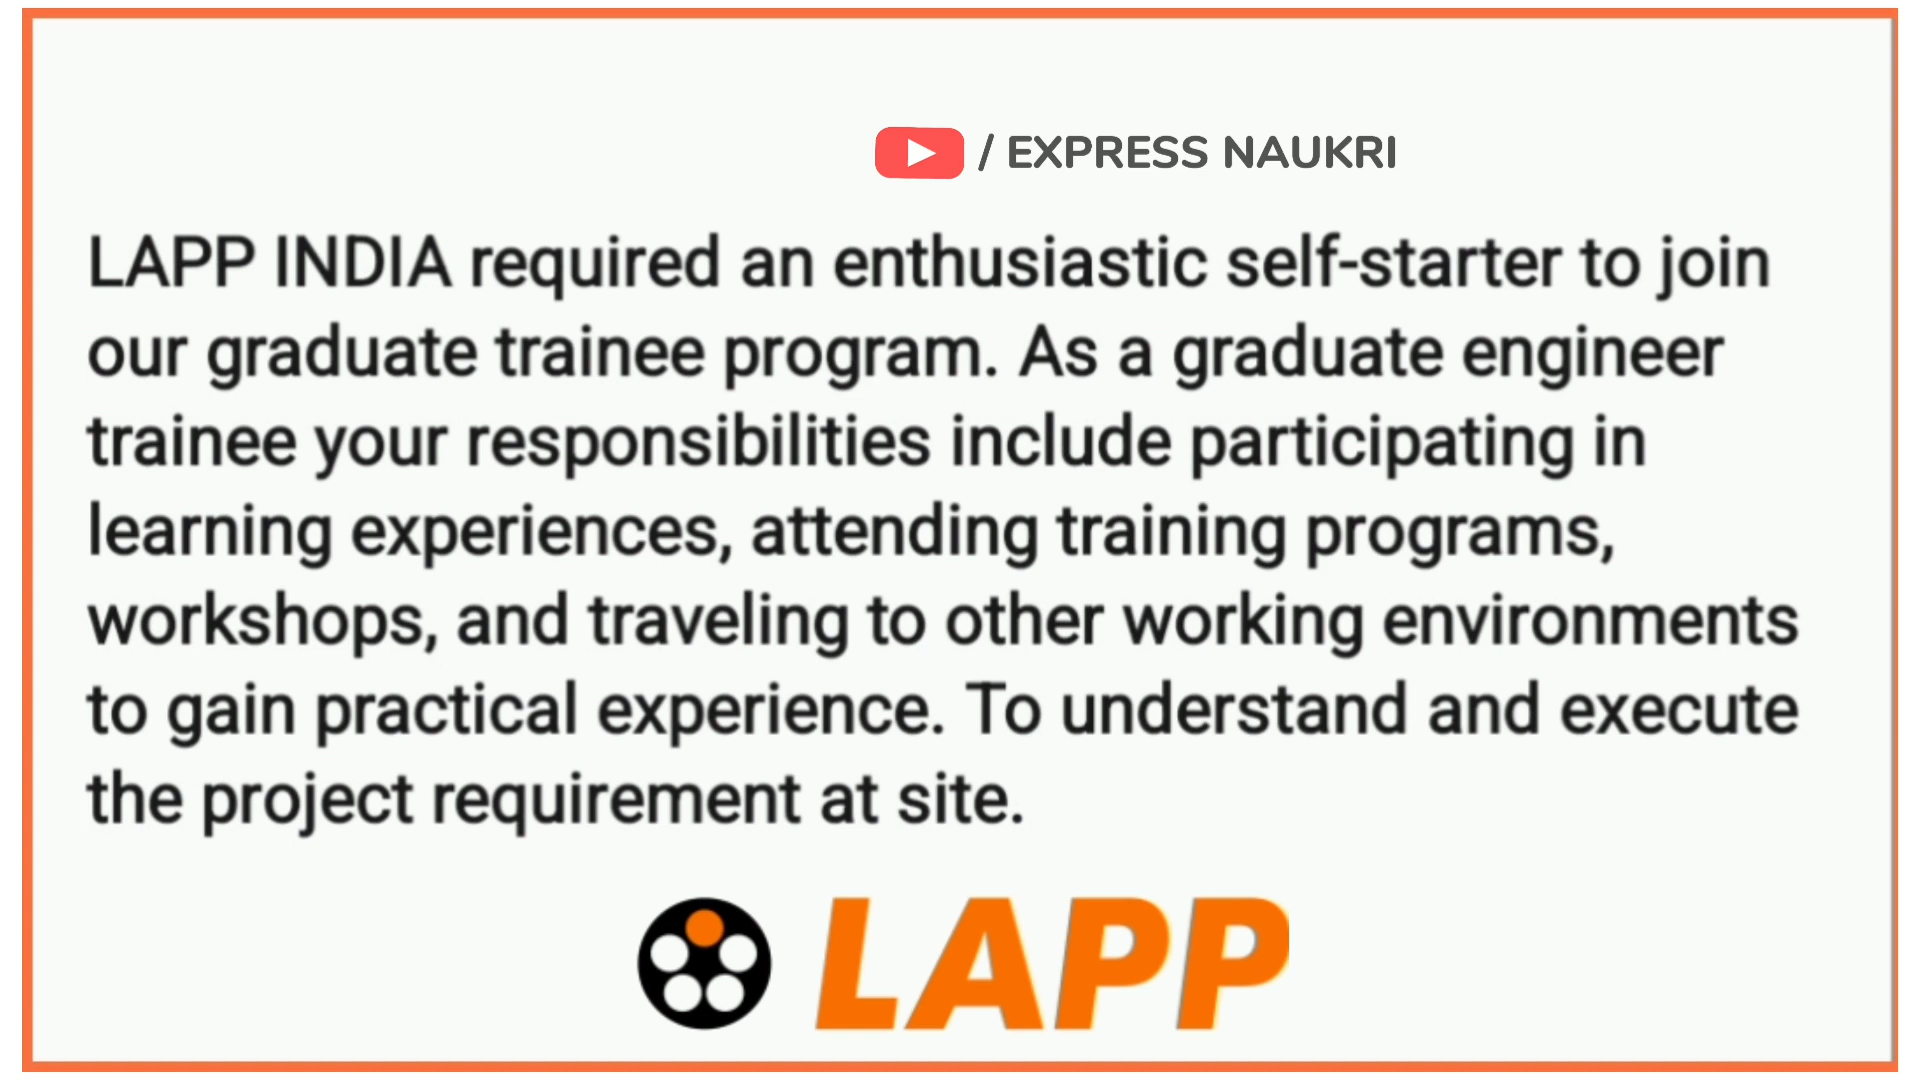 / EXPRESS NAUKRI
LAPP INDIA required an enthusiastic self-starter to join
our graduate trainee program. As a graduate engineer
trainee your responsibilities include participating in
learning experiences, attending training programs,
workshops, and traveling to other working environments
to gain practical experience. To understand and execute
the project requirement at site.
LAPP